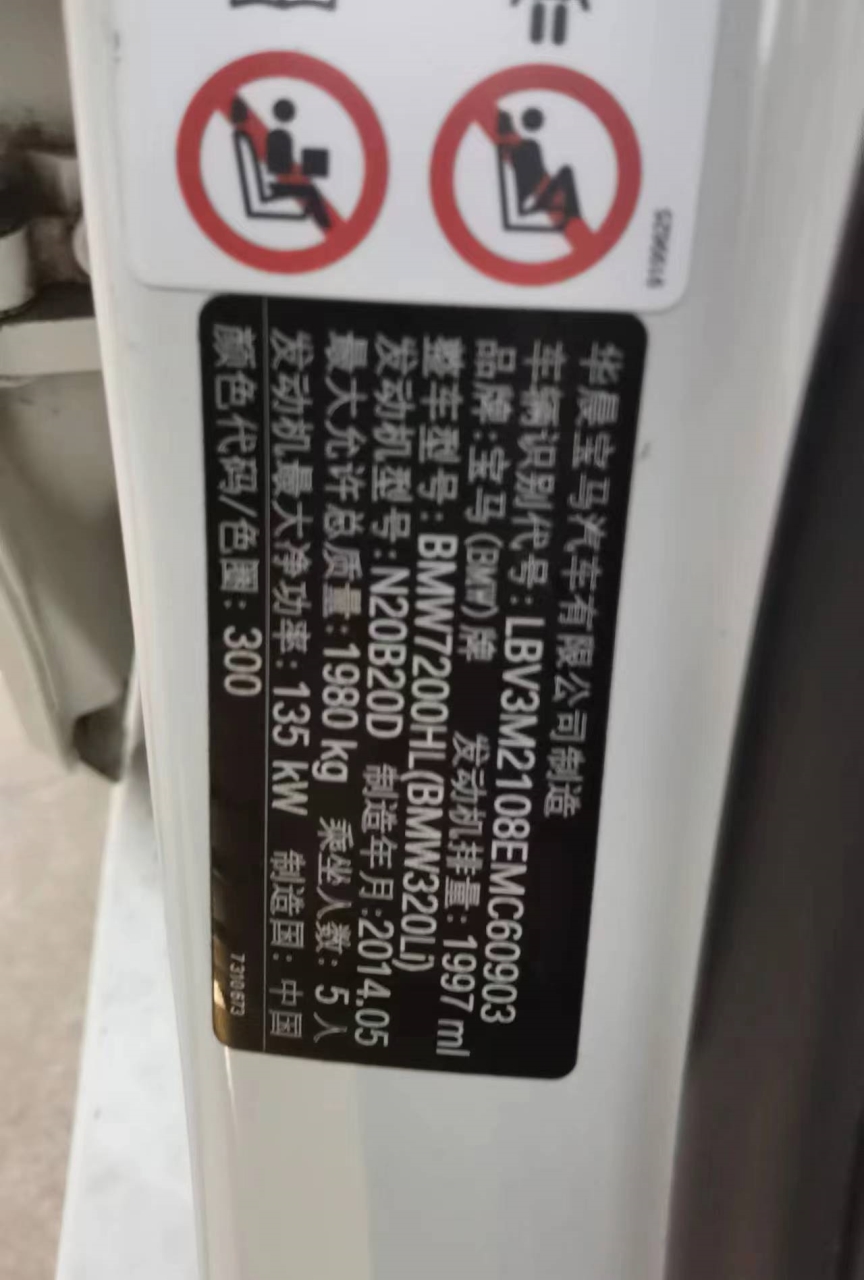 华晨宝马汽车有限公司制造
车辆识别代号:LBV3M2108EMC60903
品牌:宝马(BMW)牌 发动机排量:1997 ml
整车型号:BMW7200HL(BMW320Li)
发动机型号:N20B20D 制造年月:2014.05
最大允许总质量:1980 kg 乘坐人数: 5 人
发动机最大净功率:135 kW 制造国: 中国
颜色代码/色圈: 300
7310673